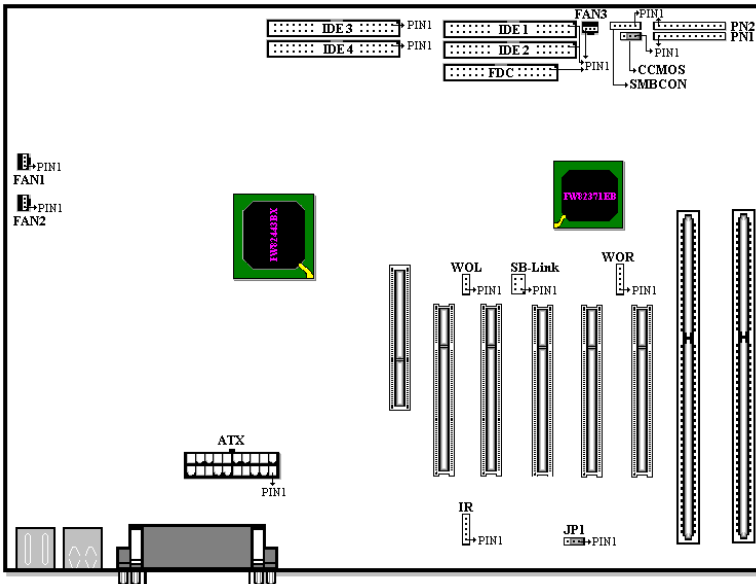 IDE 3 PIN1
IDE 4 PIN1
IDE 1
IDE 2
FDC PIN1
FAN3
PIN1
PN2
PN1
PIN1
CCMOS
SMBCON
PIN1
FAN1
PIN1
FAN2
FW82443BX
FW82371EB
WOL
PIN1
SB-Link
PIN1
WOR
PIN1
ATX
PIN1
IR
PIN1
JP1
PIN1